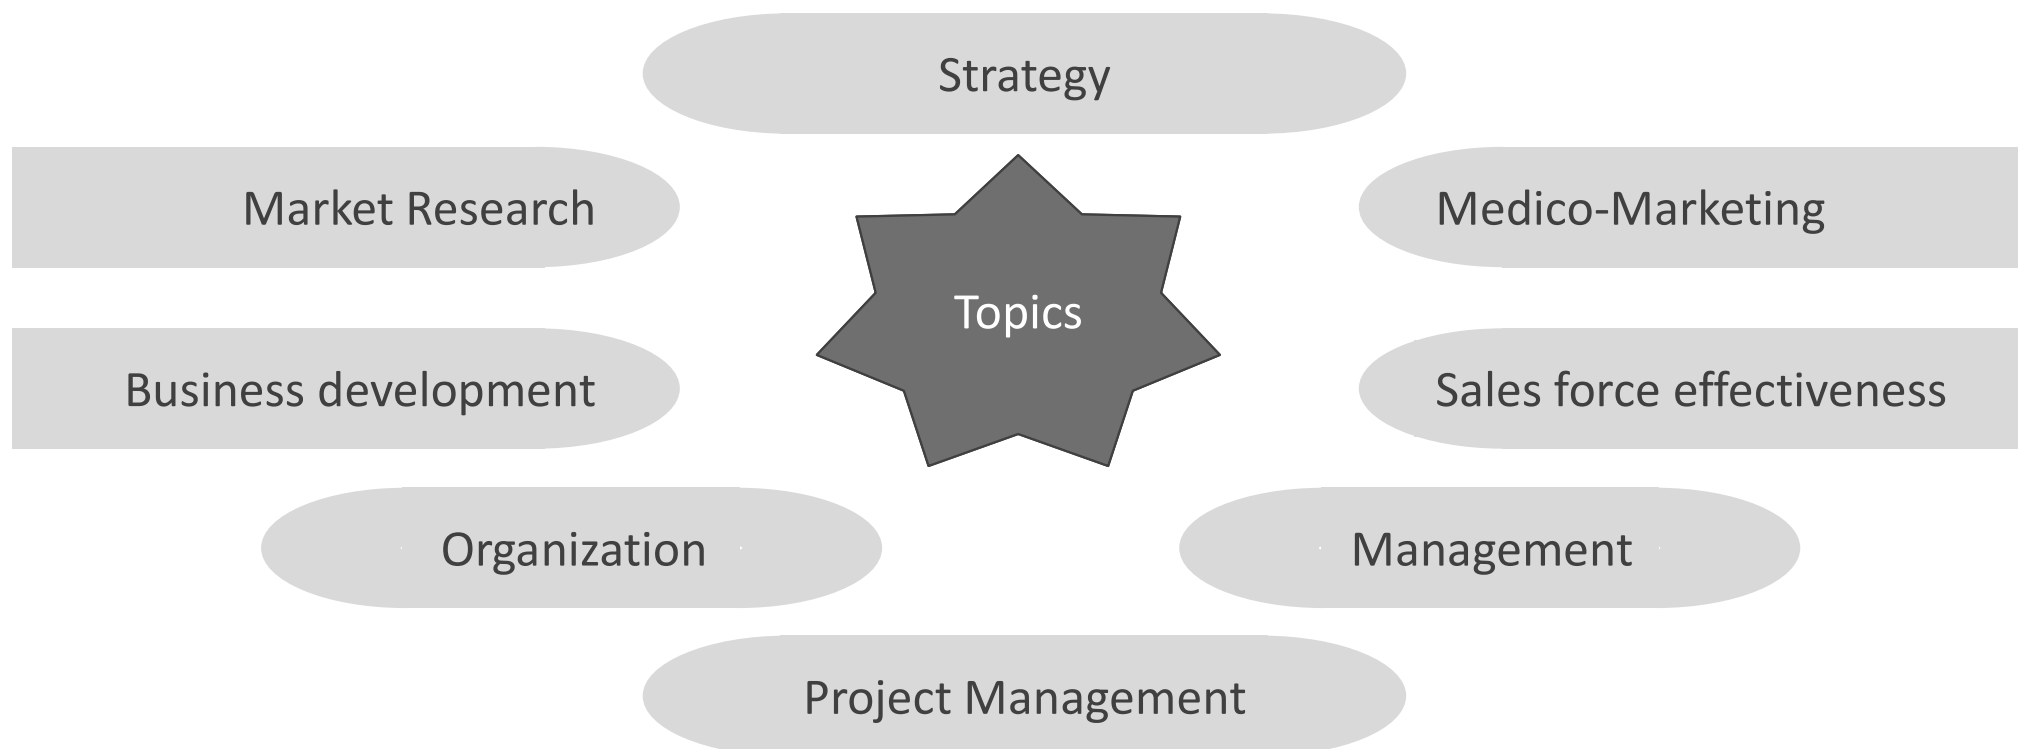 Strategy
Market Research
Medico-Marketing
Topics
Business development
Sales force effectiveness
Organization
Management
Project Management